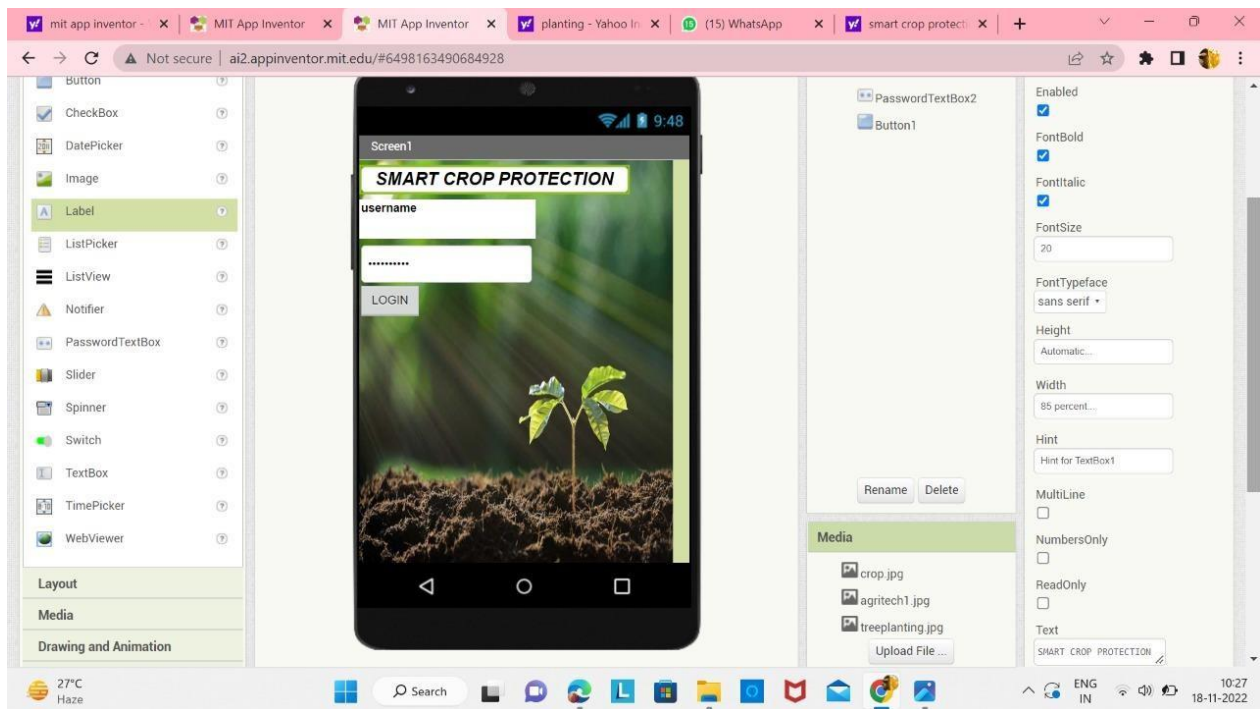 mit app inventor -
MIT App Inventor
MIT App Inventor
planting - Yahoo In
(15) WhatsApp
smart crop protecti
Not secure
ai2.appinventor.mit.edu/#6498163490684928
Button
CheckBox
DatePicker
Image
Label
ListPicker
ListView
Notifier
PasswordTextBox
Slider
Spinner
Switch
TextBox
TimePicker
WebViewer
Layout
Media
Drawing and Animation
9:48
Screen1
SMART CROP PROTECTION
username
LOGIN
PasswordTextBox2
Button1
Rename Delete
Media
crop.jpg
agritech1.jpg
treeplanting.jpg
Upload File ...
Enabled
FontBold
FontItalic
FontSize
20
FontTypeface
sans serif
Height
Automatic...
Width
85 percent...
Hint
Hint for TextBox1
MultiLine
NumbersOnly
ReadOnly
Text
SMART CROP PROTECTION
27°C
Haze
Search
ENG
IN
10:27
18-11-2022